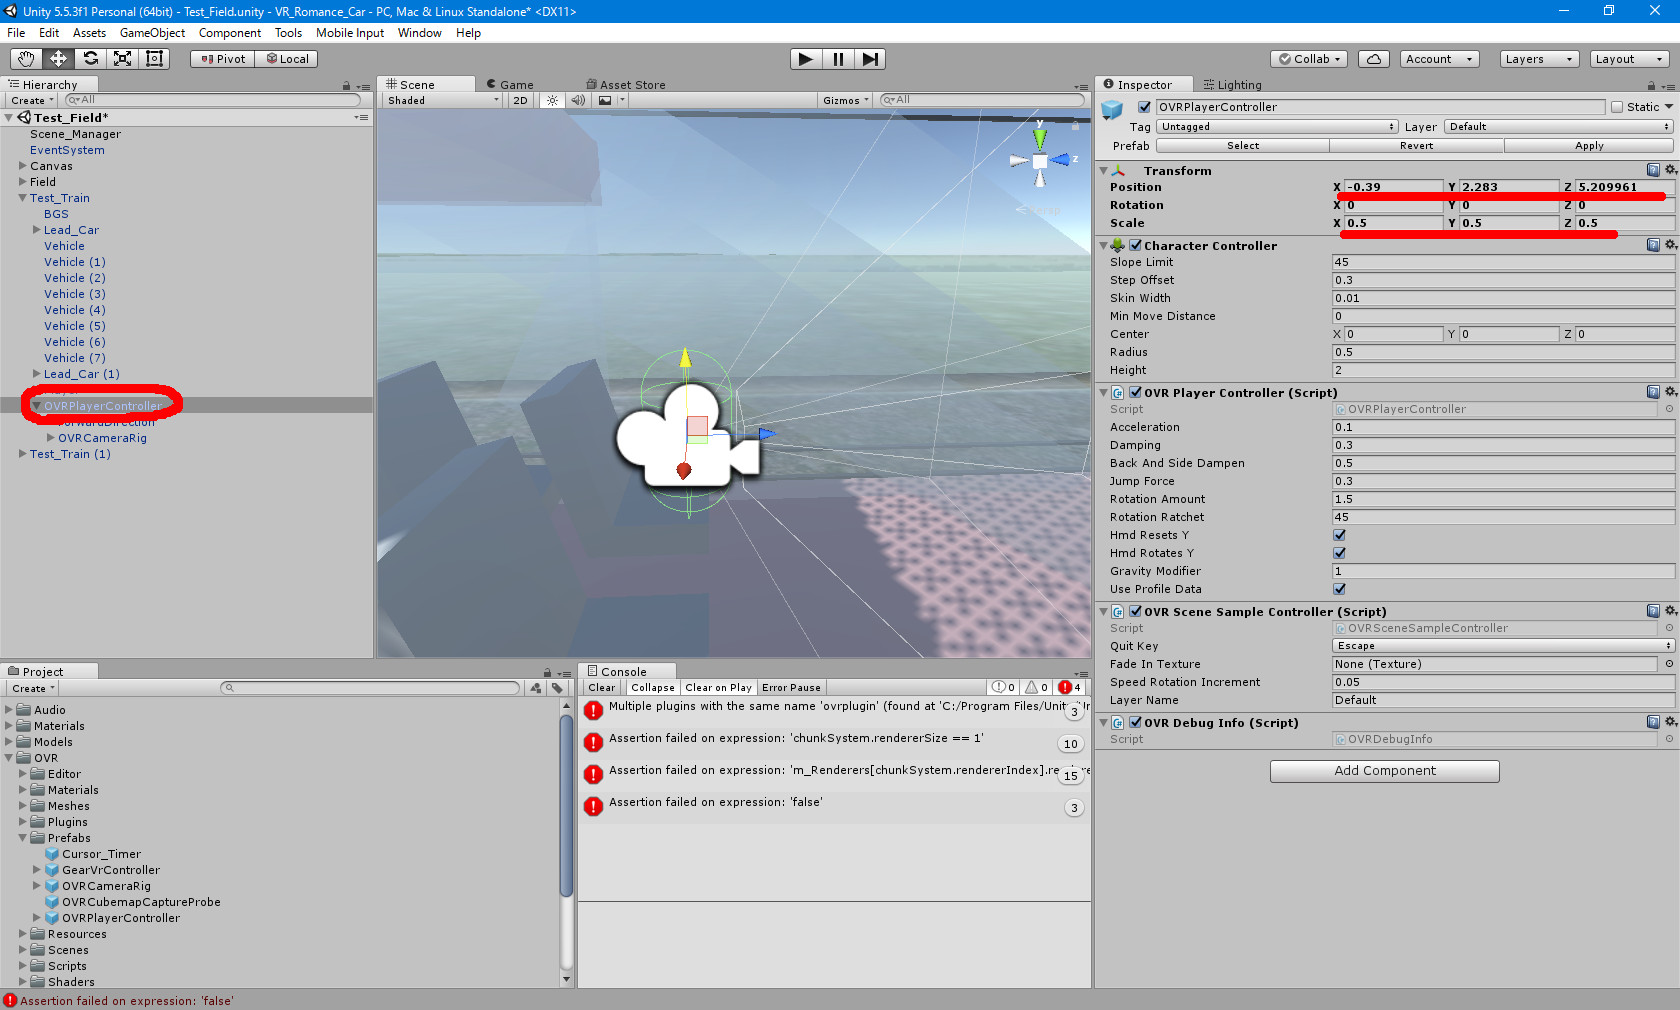 Unity 5.5.3f1 Personal (64bit) - Test_Field.unity - VR_Romance_Car - PC, Mac & Linux Standalone* <DX11>
File Edit Assets GameObject Component Tools Mobile Input Window Help
Pivot Local Collab Account Layers Layout
Hierarchy
Create All
Test_Field*
Scene_Manager
EventSystem
Canvas
Field
Test_Train
BGS
Lead_Car
Vehicle
Vehicle (1)
Vehicle (2)
Vehicle (3)
Vehicle (4)
Vehicle (5)
Vehicle (6)
Vehicle (7)
Lead_Car (1)
OVRPlayerController
ForwardDirection
OVRCameraRig
Test_Train (1)
Scene Game Asset Store
Shaded 2D Gizmos All
y
z
Persp
Inspector Lighting
OVRPlayerController Static
Tag Untagged Layer Default
Prefab Select Revert Apply
Transform
Position X -0.39 Y 2.283 Z 5.209961
Rotation X 0 Y 0 Z 0
Scale X 0.5 Y 0.5 Z 0.5
Character Controller
Slope Limit 45
Step Offset 0.3
Skin Width 0.01
Min Move Distance 0
Center X 0 Y 0 Z 0
Radius 0.5
Height 2
OVR Player Controller (Script)
Script OVRPlayerController
Acceleration 0.1
Damping 0.3
Back And Side Dampen 0.5
Jump Force 0.3
Rotation Amount 1.5
Rotation Ratchet 45
Hmd Resets Y
Hmd Rotates Y
Gravity Modifier 1
Use Profile Data
OVR Scene Sample Controller (Script)
Script OVRSceneSampleController
Quit Key Escape
Fade In Texture None (Texture)
Speed Rotation Increment 0.05
Layer Name Default
OVR Debug Info (Script)
Script OVRDebugInfo
Add Component
Project
Create
Audio
Materials
Models
OVR
Editor
Materials
Meshes
Plugins
Prefabs
Cursor_Timer
GearVrController
OVRCameraRig
OVRCubemapCaptureProbe
OVRPlayerController
Resources
Scenes
Scripts
Shaders
Console
Clear Collapse Clear on Play Error Pause 0 0 4
Multiple plugins with the same name 'ovrplugin' (found at 'C:/Program Files/Unity 3
Assertion failed on expression: 'chunkSystem.rendererSize == 1' 10
Assertion failed on expression: 'm_Renderers[chunkSystem.rendererIndex].rendere 15
Assertion failed on expression: 'false' 3
Assertion failed on expression: 'false'